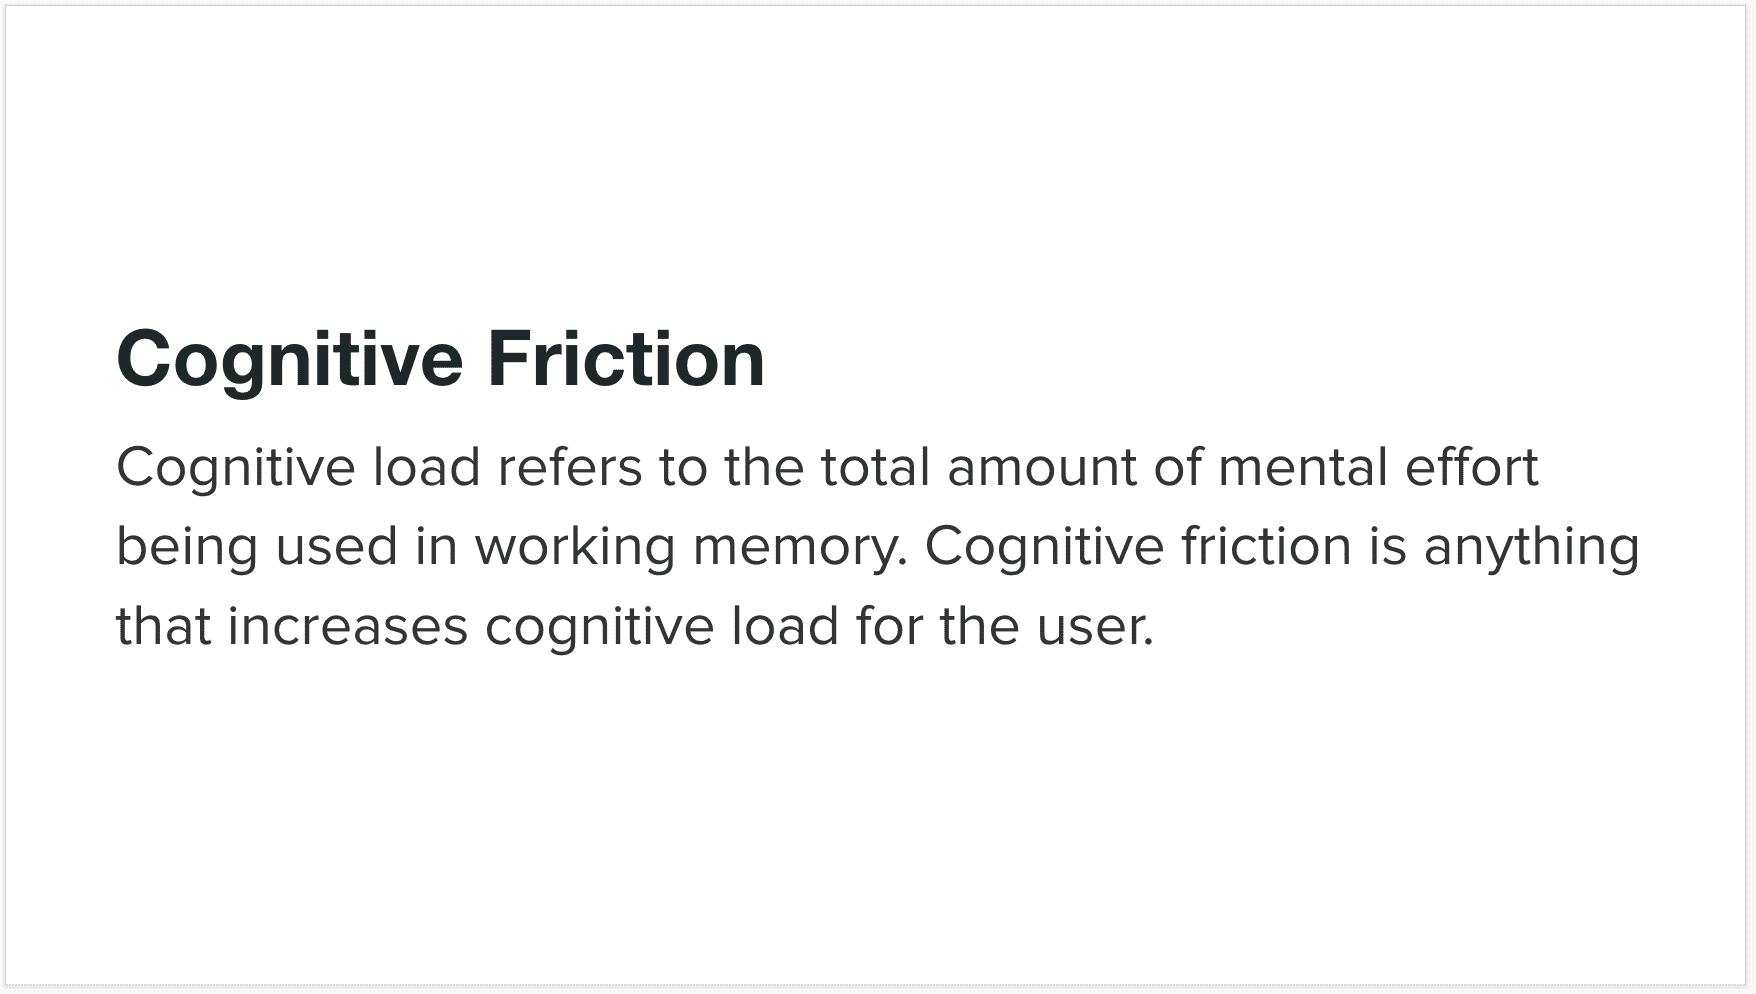 Cognitive Friction
Cognitive load refers to the total amount of mental effort
being used in working memory. Cognitive friction is anything
that increases cognitive load for the user.